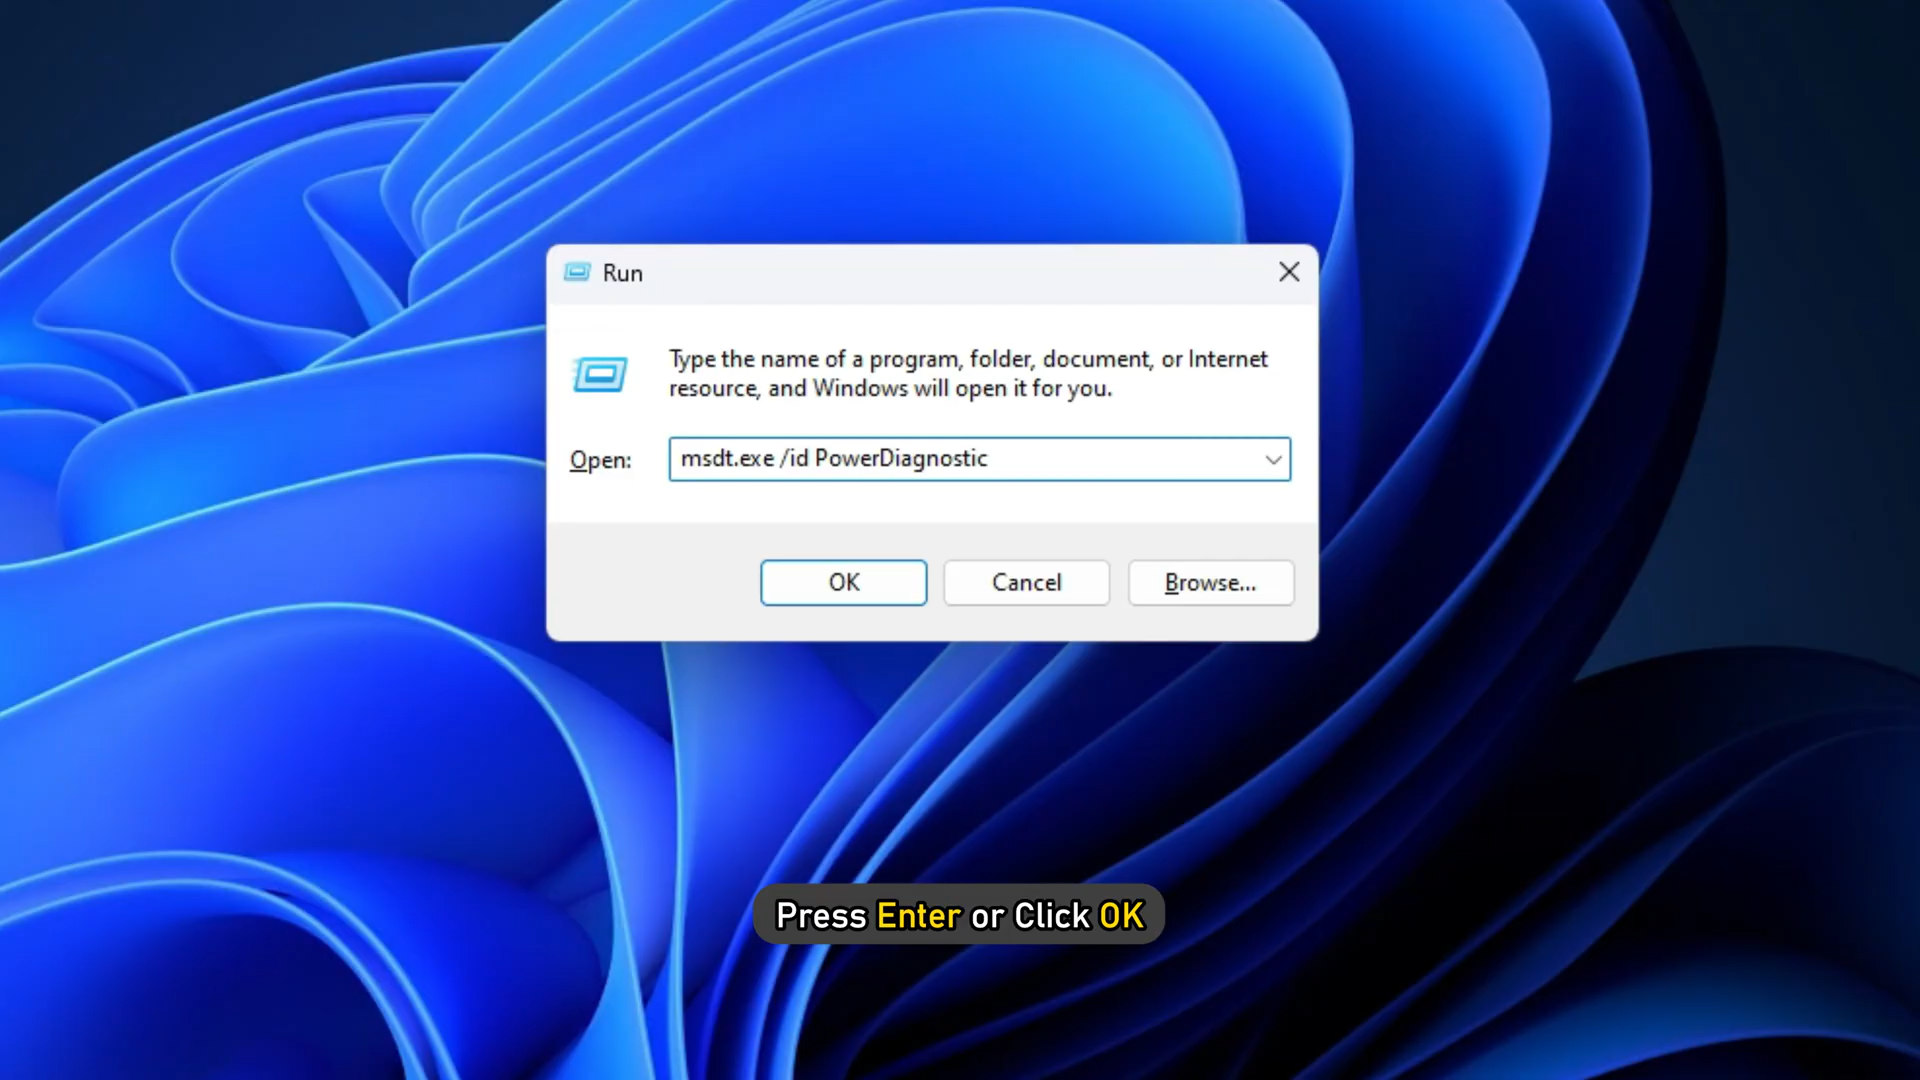 Run
Type the name of a program, folder, document, or Internet
resource, and Windows will open it for you.
Open: msdt.exe /id PowerDiagnostic
OK Cancel Browse...
Press Enter or Click OK